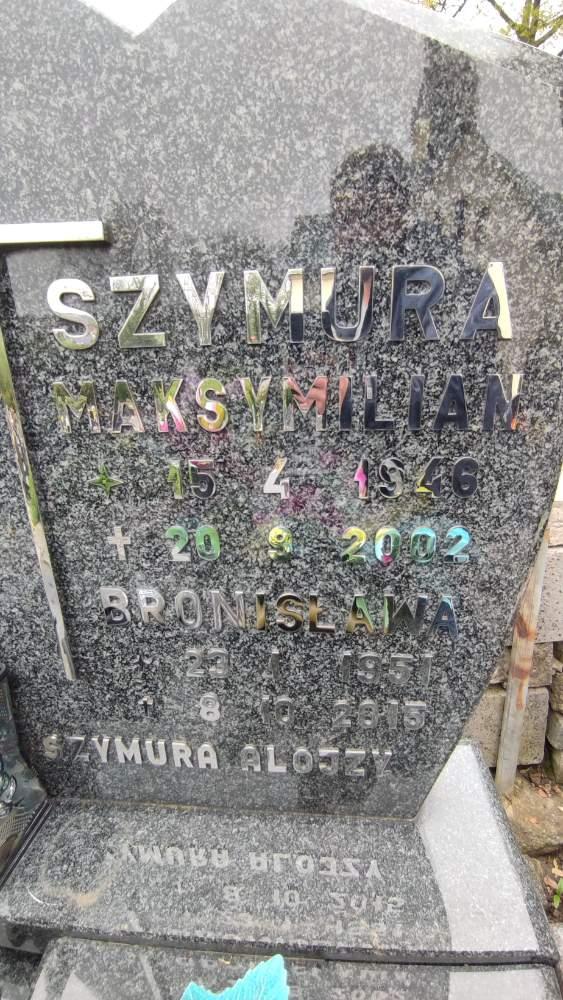 SZYMURA
MAKSYMILIAN
15 4 1946
20 9 2002
BRONISŁAWA
23 1 1951
8 10 2015
SZYMURA ALOJZY